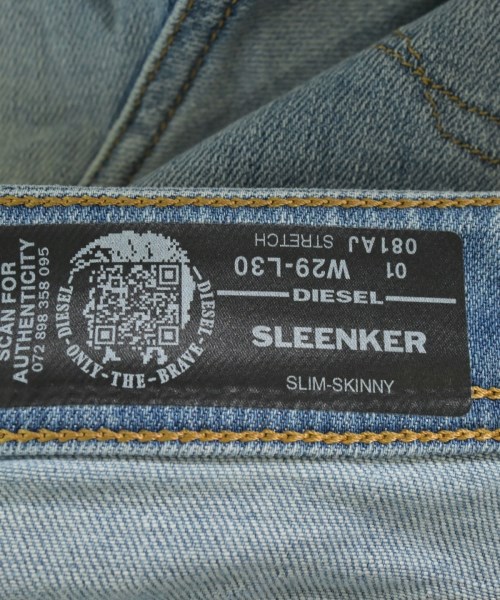 SCAN FOR
AUTHENTICITY
072 898 358 095
DIESEL
-ONLY-THE-BRAVE-
DIESEL
01 W29-L30
081AJ STRETCH
DIESEL
SLEENKER
SLIM-SKINNY